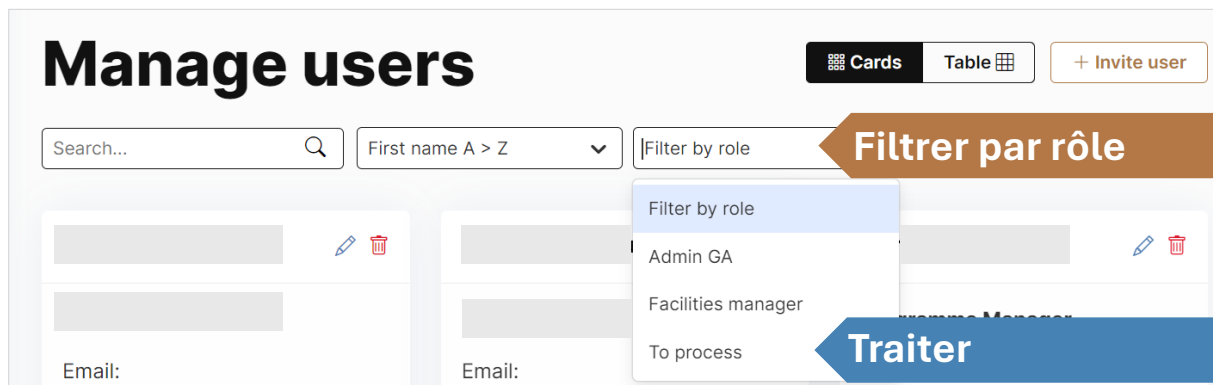 Manage users
Cards
Table
+ Invite user
Search...
First name A > Z
Filter by role
Filtrer par rôle
Filter by role
Admin GA
Facilities manager
To process
Traiter
Manager
Email:
Email: